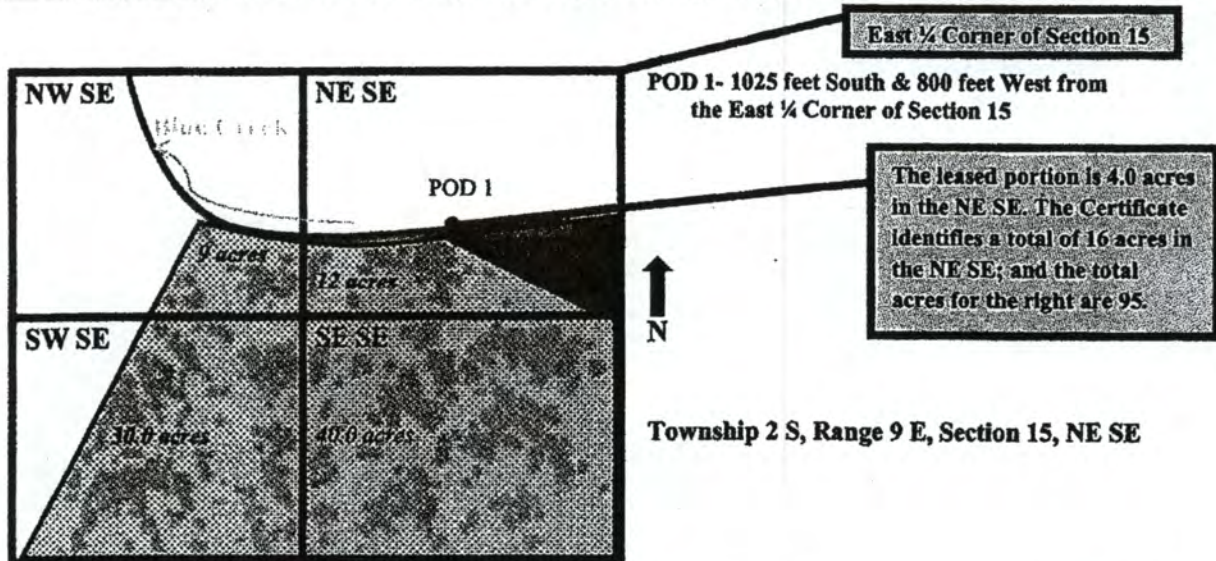 East ¼ Corner of Section 15
NW SE
NE SE
POD 1- 1025 feet South & 800 feet West from
the East ¼ Corner of Section 15
Blue Creek
POD 1
The leased portion is 4.0 acres
in the NE SE. The Certificate
identifies a total of 16 acres in
the NE SE; and the total
acres for the right are 95.
9 acres
12 acres
N
SW SE
SE SE
30.0 acres
40.0 acres
Township 2 S, Range 9 E, Section 15, NE SE